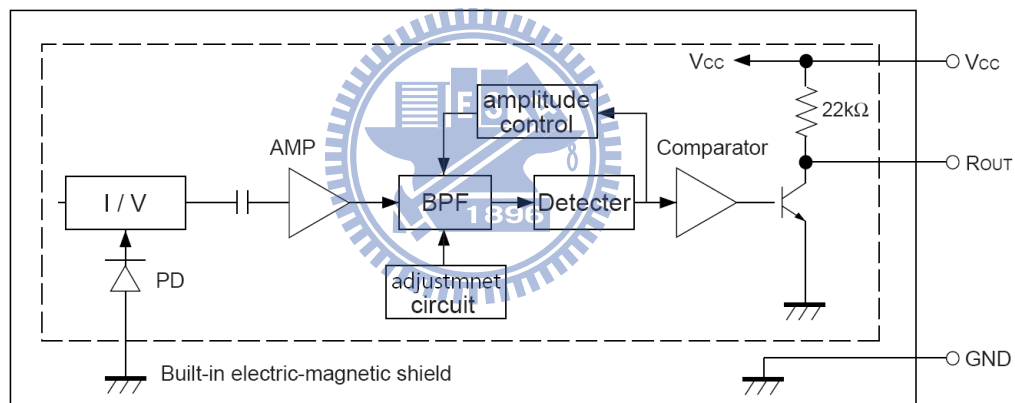 Vcc
Vcc
amplitude
control
22kΩ
AMP
Comparator
ROUT
I / V
BPF
Detecter
ES
1896
PD
adjustmnet
circuit
Built-in electric-magnetic shield
GND